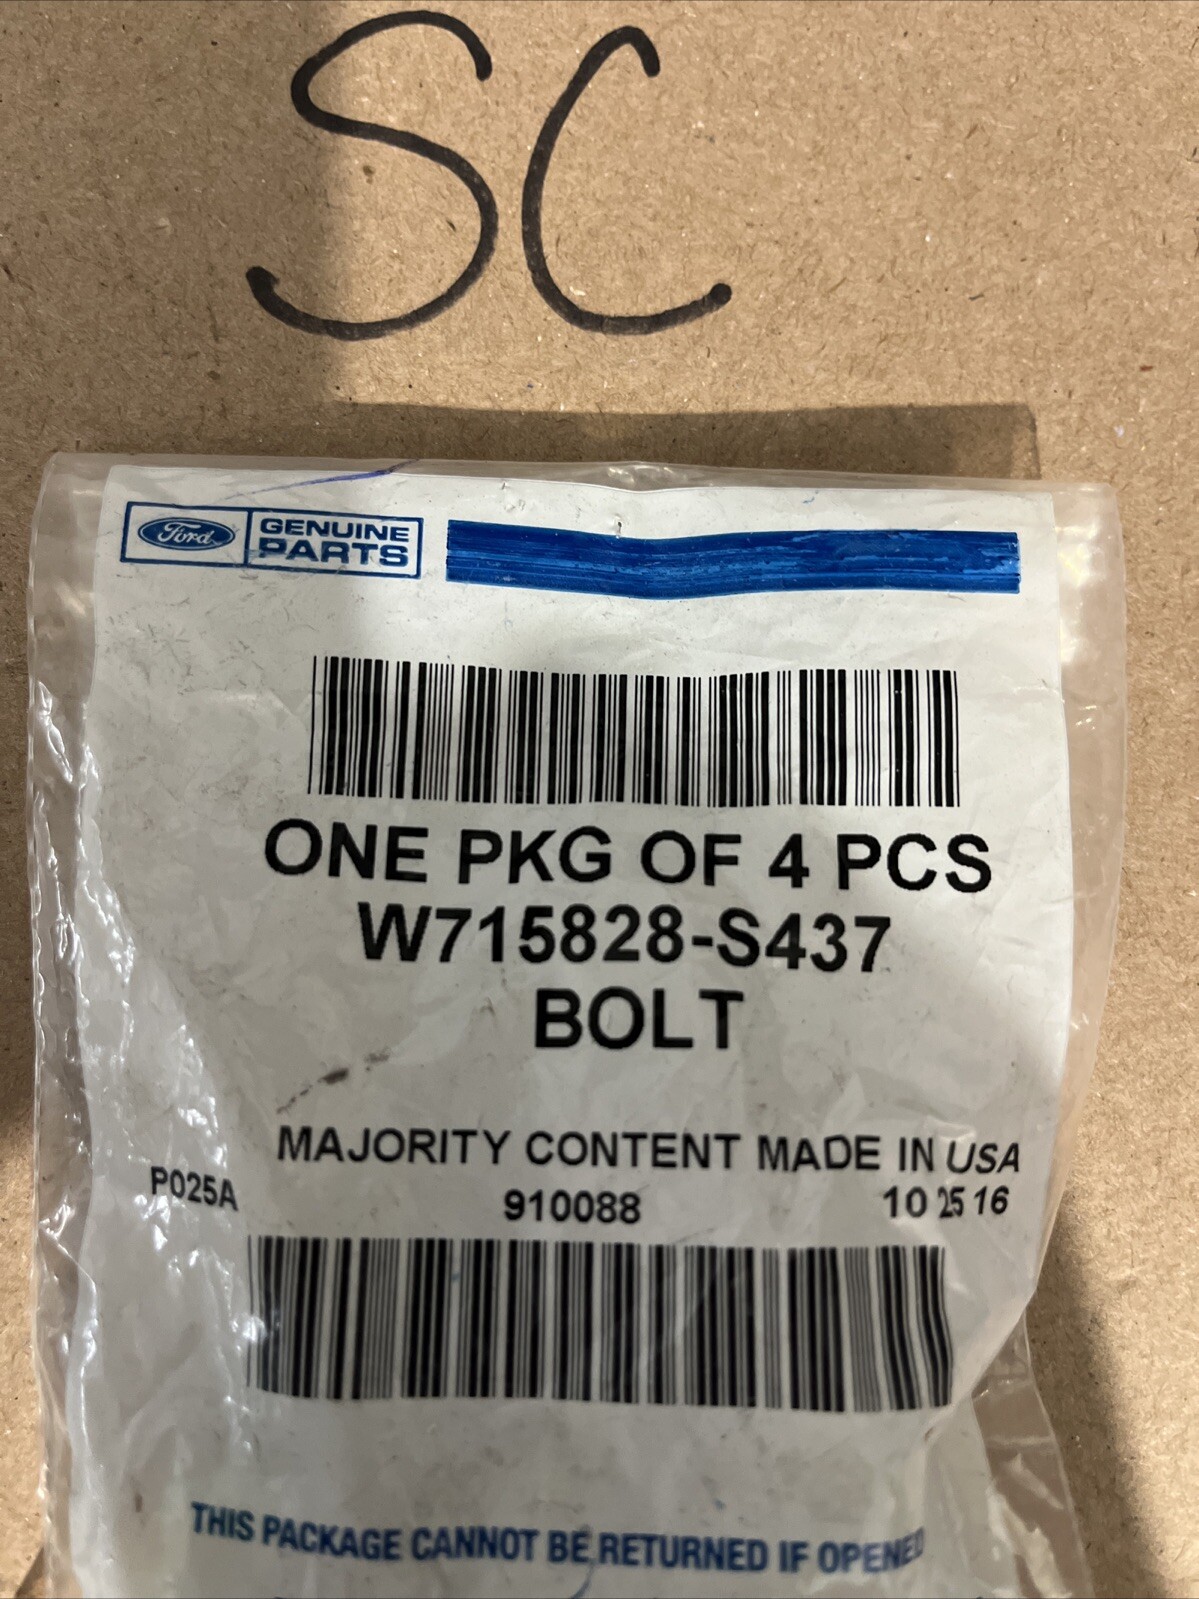 SC
Ford
GENUINE
PARTS
ONE PKG OF 4 PCS
W715828-S437
BOLT
MAJORITY CONTENT MADE IN USA
P025A 910088 10 25 16
THIS PACKAGE CANNOT BE RETURNED IF OPENED